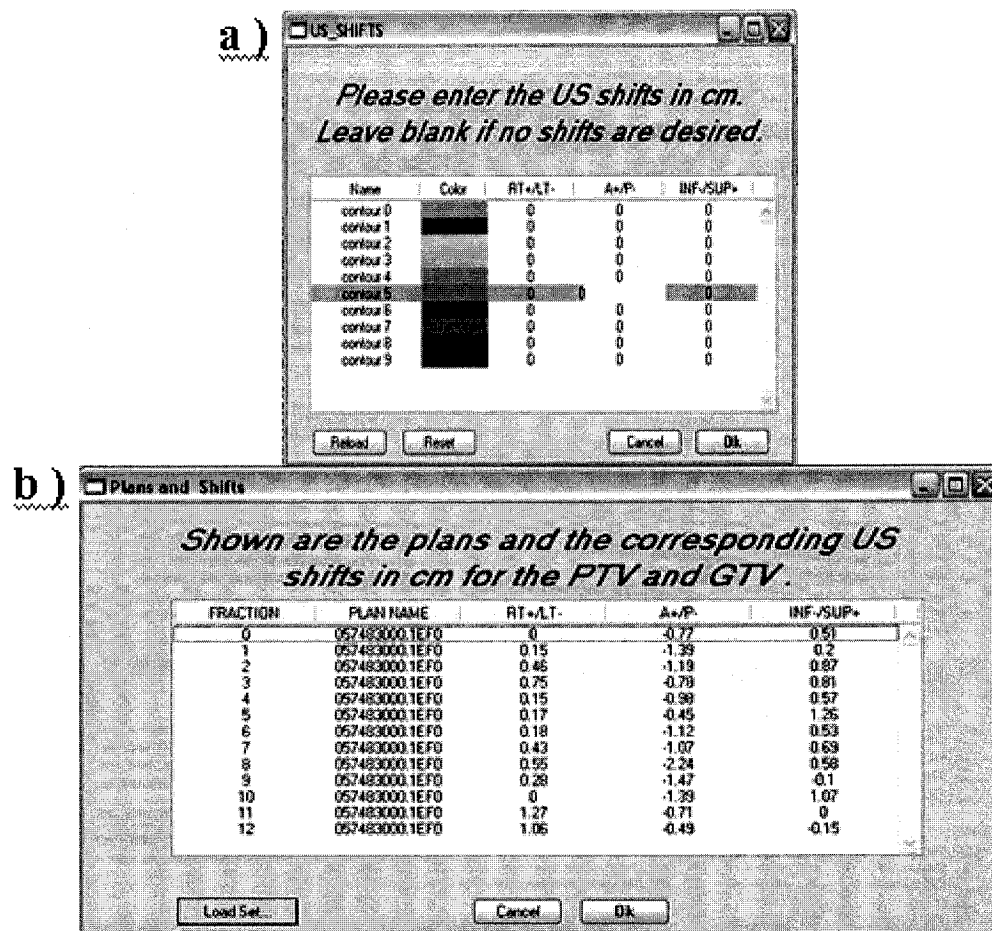 a )
US_SHIFTS
Please enter the US shifts in cm.
Leave blank if no shifts are desired.
Name Color RT+/LT- A+/P- INF-/SUP+
contour 0 0 0 0
contour 1 0 0 0
contour 2 0 0 0
contour 3 0 0 0
contour 4 0 0 0
contour 5 0 0 0
contour 6 0 0 0
contour 7 0 0 0
contour 8 0 0 0
contour 9 0 0 0
Reload Reset Cancel Ok
b )
Plans and Shifts
Shown are the plans and the corresponding US
shifts in cm for the PTV and GTV .
FRACTION PLAN NAME RT+/LT- A+/P- INF-/SUP+
0 057483000.1EF0 0 -0.77 0.51
1 057483000.1EF0 0.15 -1.39 0.2
2 057483000.1EF0 0.46 -1.19 0.87
3 057483000.1EF0 0.75 -0.79 0.81
4 057483000.1EF0 0.15 -0.98 0.57
5 057483000.1EF0 0.17 -0.45 1.26
6 057483000.1EF0 0.18 -1.12 0.53
7 057483000.1EF0 0.43 -1.07 0.69
8 057483000.1EF0 0.55 -2.24 0.58
9 057483000.1EF0 0.28 -1.47 -0.1
10 057483000.1EF0 0 -1.39 1.07
11 057483000.1EF0 1.27 -0.71 0
12 057483000.1EF0 1.06 -0.49 -0.15
Load Set... Cancel Ok